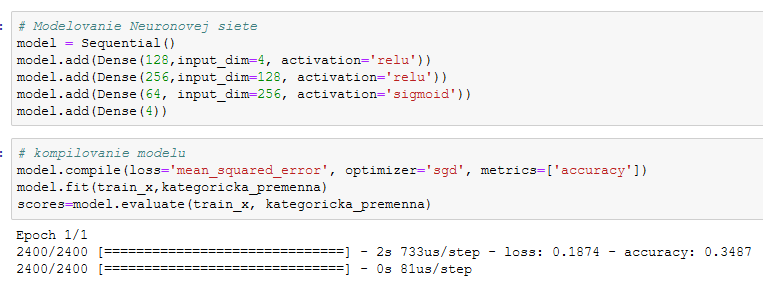 # Modelovanie Neuronovej siete
model = Sequential()
model.add(Dense(128,input_dim=4, activation='relu'))
model.add(Dense(256,input_dim=128, activation='relu'))
model.add(Dense(64, input_dim=256, activation='sigmoid'))
model.add(Dense(4))
# kompilovanie modelu
model.compile(loss='mean_squared_error', optimizer='sgd', metrics=['accuracy'])
model.fit(train_x,kategoricka_premenna)
scores=model.evaluate(train_x, kategoricka_premenna)
Epoch 1/1
2400/2400 [==============================] - 2s 733us/step - loss: 0.1874 - accuracy: 0.3487
2400/2400 [==============================] - 0s 81us/step